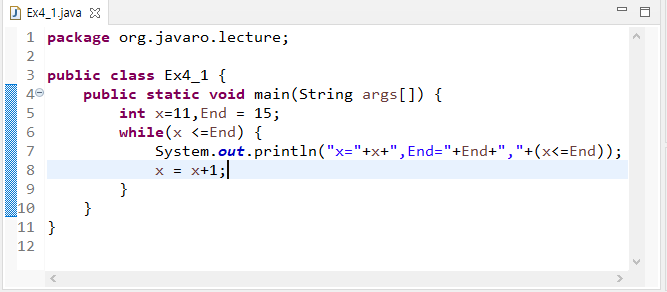 Ex4_1.java
1 package org.javaro.lecture;
2
3 public class Ex4_1 {
4 public static void main(String args[]) {
5 int x=11,End = 15;
6 while(x <=End) {
7 System.out.println("x="+x+",End="+End+","+(x<=End));
8 x = x+1;
9 }
10 }
11 }
12